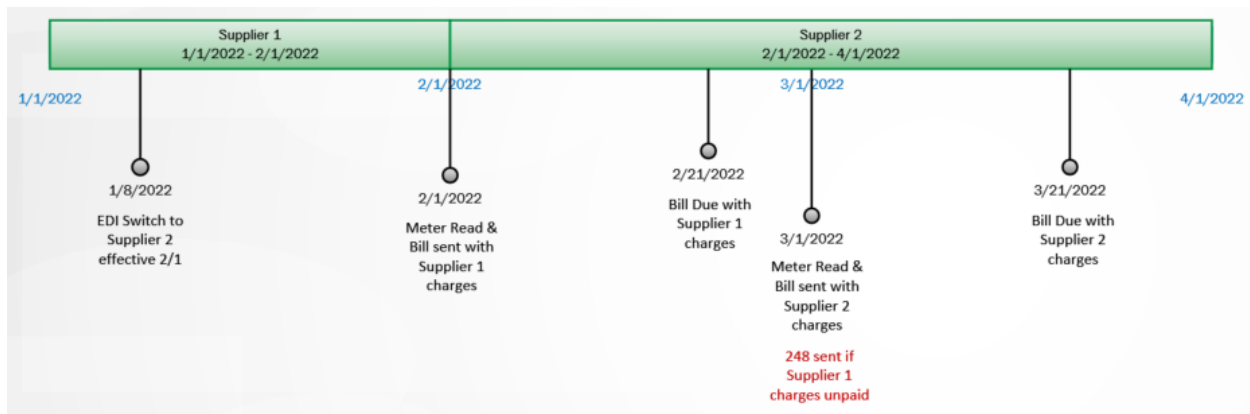 Supplier 1
1/1/2022 - 2/1/2022
Supplier 2
2/1/2022 - 4/1/2022
1/1/2022
2/1/2022
3/1/2022
4/1/2022
1/8/2022
EDI Switch to
Supplier 2
effective 2/1
2/1/2022
Meter Read &
Bill sent with
Supplier 1
charges
2/21/2022
Bill Due with
Supplier 1
charges
3/1/2022
Meter Read &
Bill sent with
Supplier 2
charges
248 sent if
Supplier 1
charges unpaid
3/21/2022
Bill Due with
Supplier 2
charges